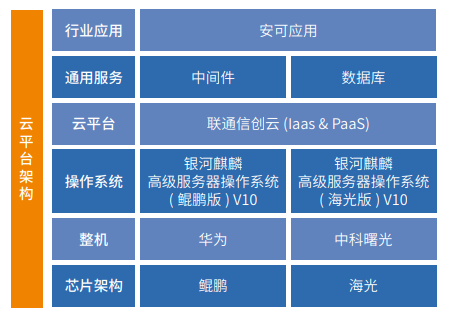 云平台架构
行业应用
安可应用
通用服务
中间件
数据库
云平台
联通信创云 (Iaas & PaaS)
操作系统
银河麒麟
高级服务器操作系统
( 鲲鹏版 ) V10
银河麒麟
高级服务器操作系统
( 海光版 ) V10
整机
华为
中科曙光
芯片架构
鲲鹏
海光